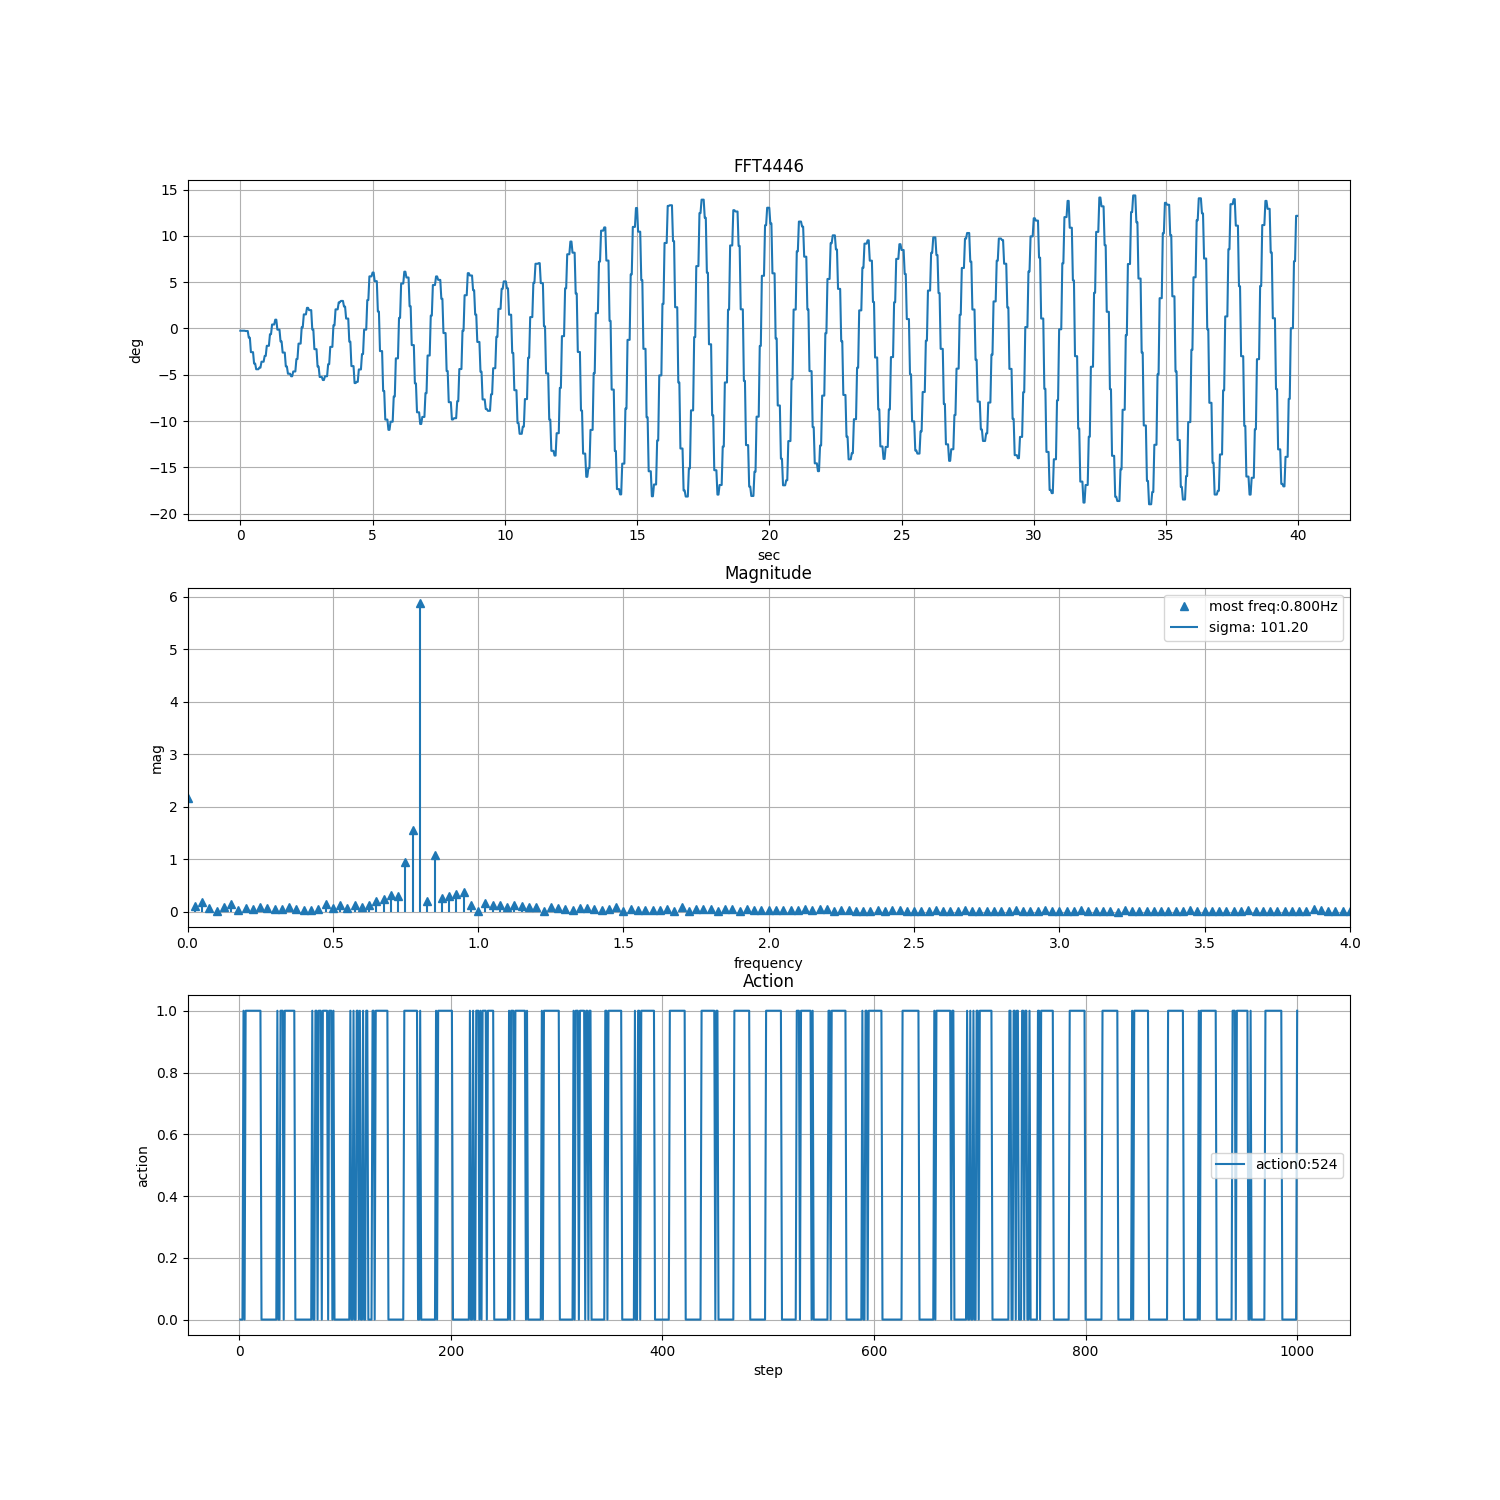 FFT4446
15
10
5
0
−5
−10
−15
−20
deg
0 5 10 15 20 25 30 35 40
sec
Magnitude
6
5
4
3
2
1
0
mag
most freq:0.800Hz
sigma: 101.20
0.0 0.5 1.0 1.5 2.0 2.5 3.0 3.5 4.0
frequency
Action
1.0
0.8
0.6
0.4
0.2
0.0
action
action0:524
0 200 400 600 800 1000
step